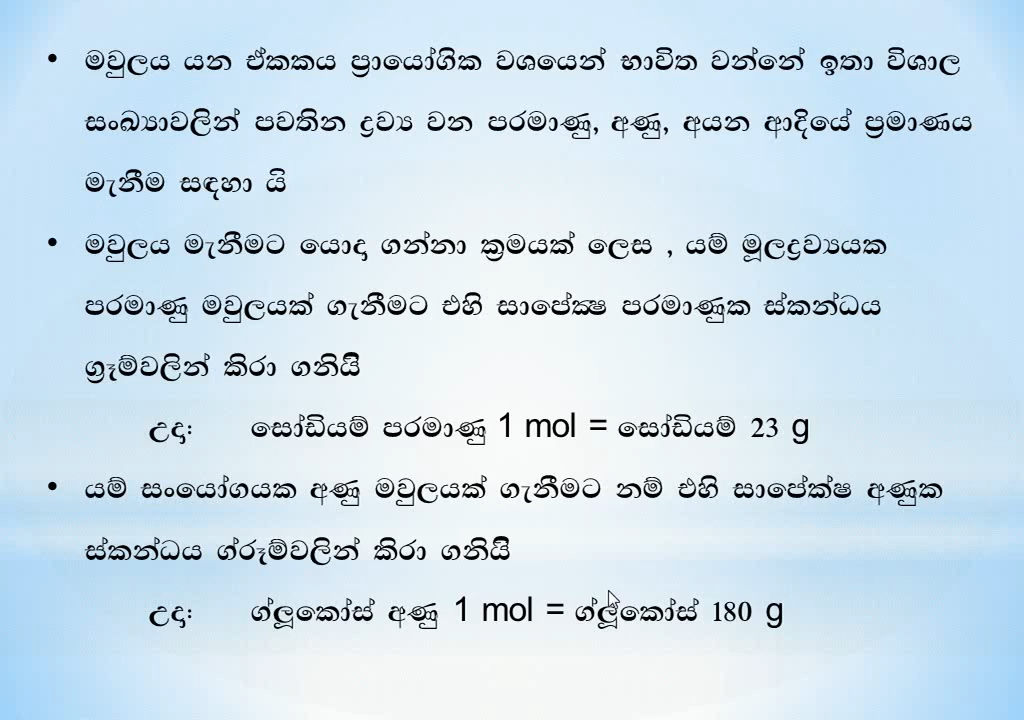 • මවුලය යන ඒකකය ප්‍රායෝගික වශයෙන් භාවිත වන්නේ ඉතා විශාල
සංඛ්‍යාවලින් පවතින ද්‍රව්‍ය වන පරමාණු, අණු, අයන ආදියේ ප්‍රමාණය
මැනීම සඳහා යි
• මවුලය මැනීමට යොදා ගන්නා ක්‍රමයක් ලෙස , යම් මූලද්‍රව්‍යයක
පරමාණු මවුලයක් ගැනීමට එහි සාපේක්‍ෂ පරමාණුක ස්කන්ධය
ග්‍රෑම්වලින් කිරා ගනියි
උදා: සෝඩියම් පරමාණු 1 mol = සෝඩියම් 23 g
• යම් සංයෝගයක අණු මවුලයක් ගැනීමට නම් එහි සාපේක්ෂ අණුක
ස්කන්ධය ග්රූම්වලින් කිරා ගනියි
උදා: ග්ලූකෝස් අණු 1 mol = ග්ලූකෝස් 180 g